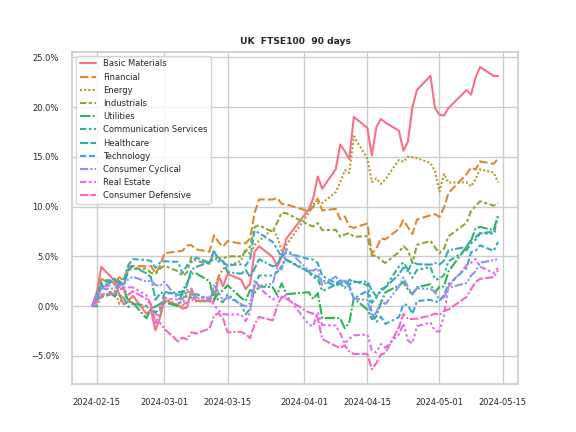 UK  FTSE100  90 days
25.0%
20.0%
15.0%
10.0%
5.0%
0.0%
−5.0%
Basic Materials
Financial
Energy
Industrials
Utilities
Communication Services
Healthcare
Technology
Consumer Cyclical
Real Estate
Consumer Defensive
2024-02-15
2024-03-01
2024-03-15
2024-04-01
2024-04-15
2024-05-01
2024-05-15